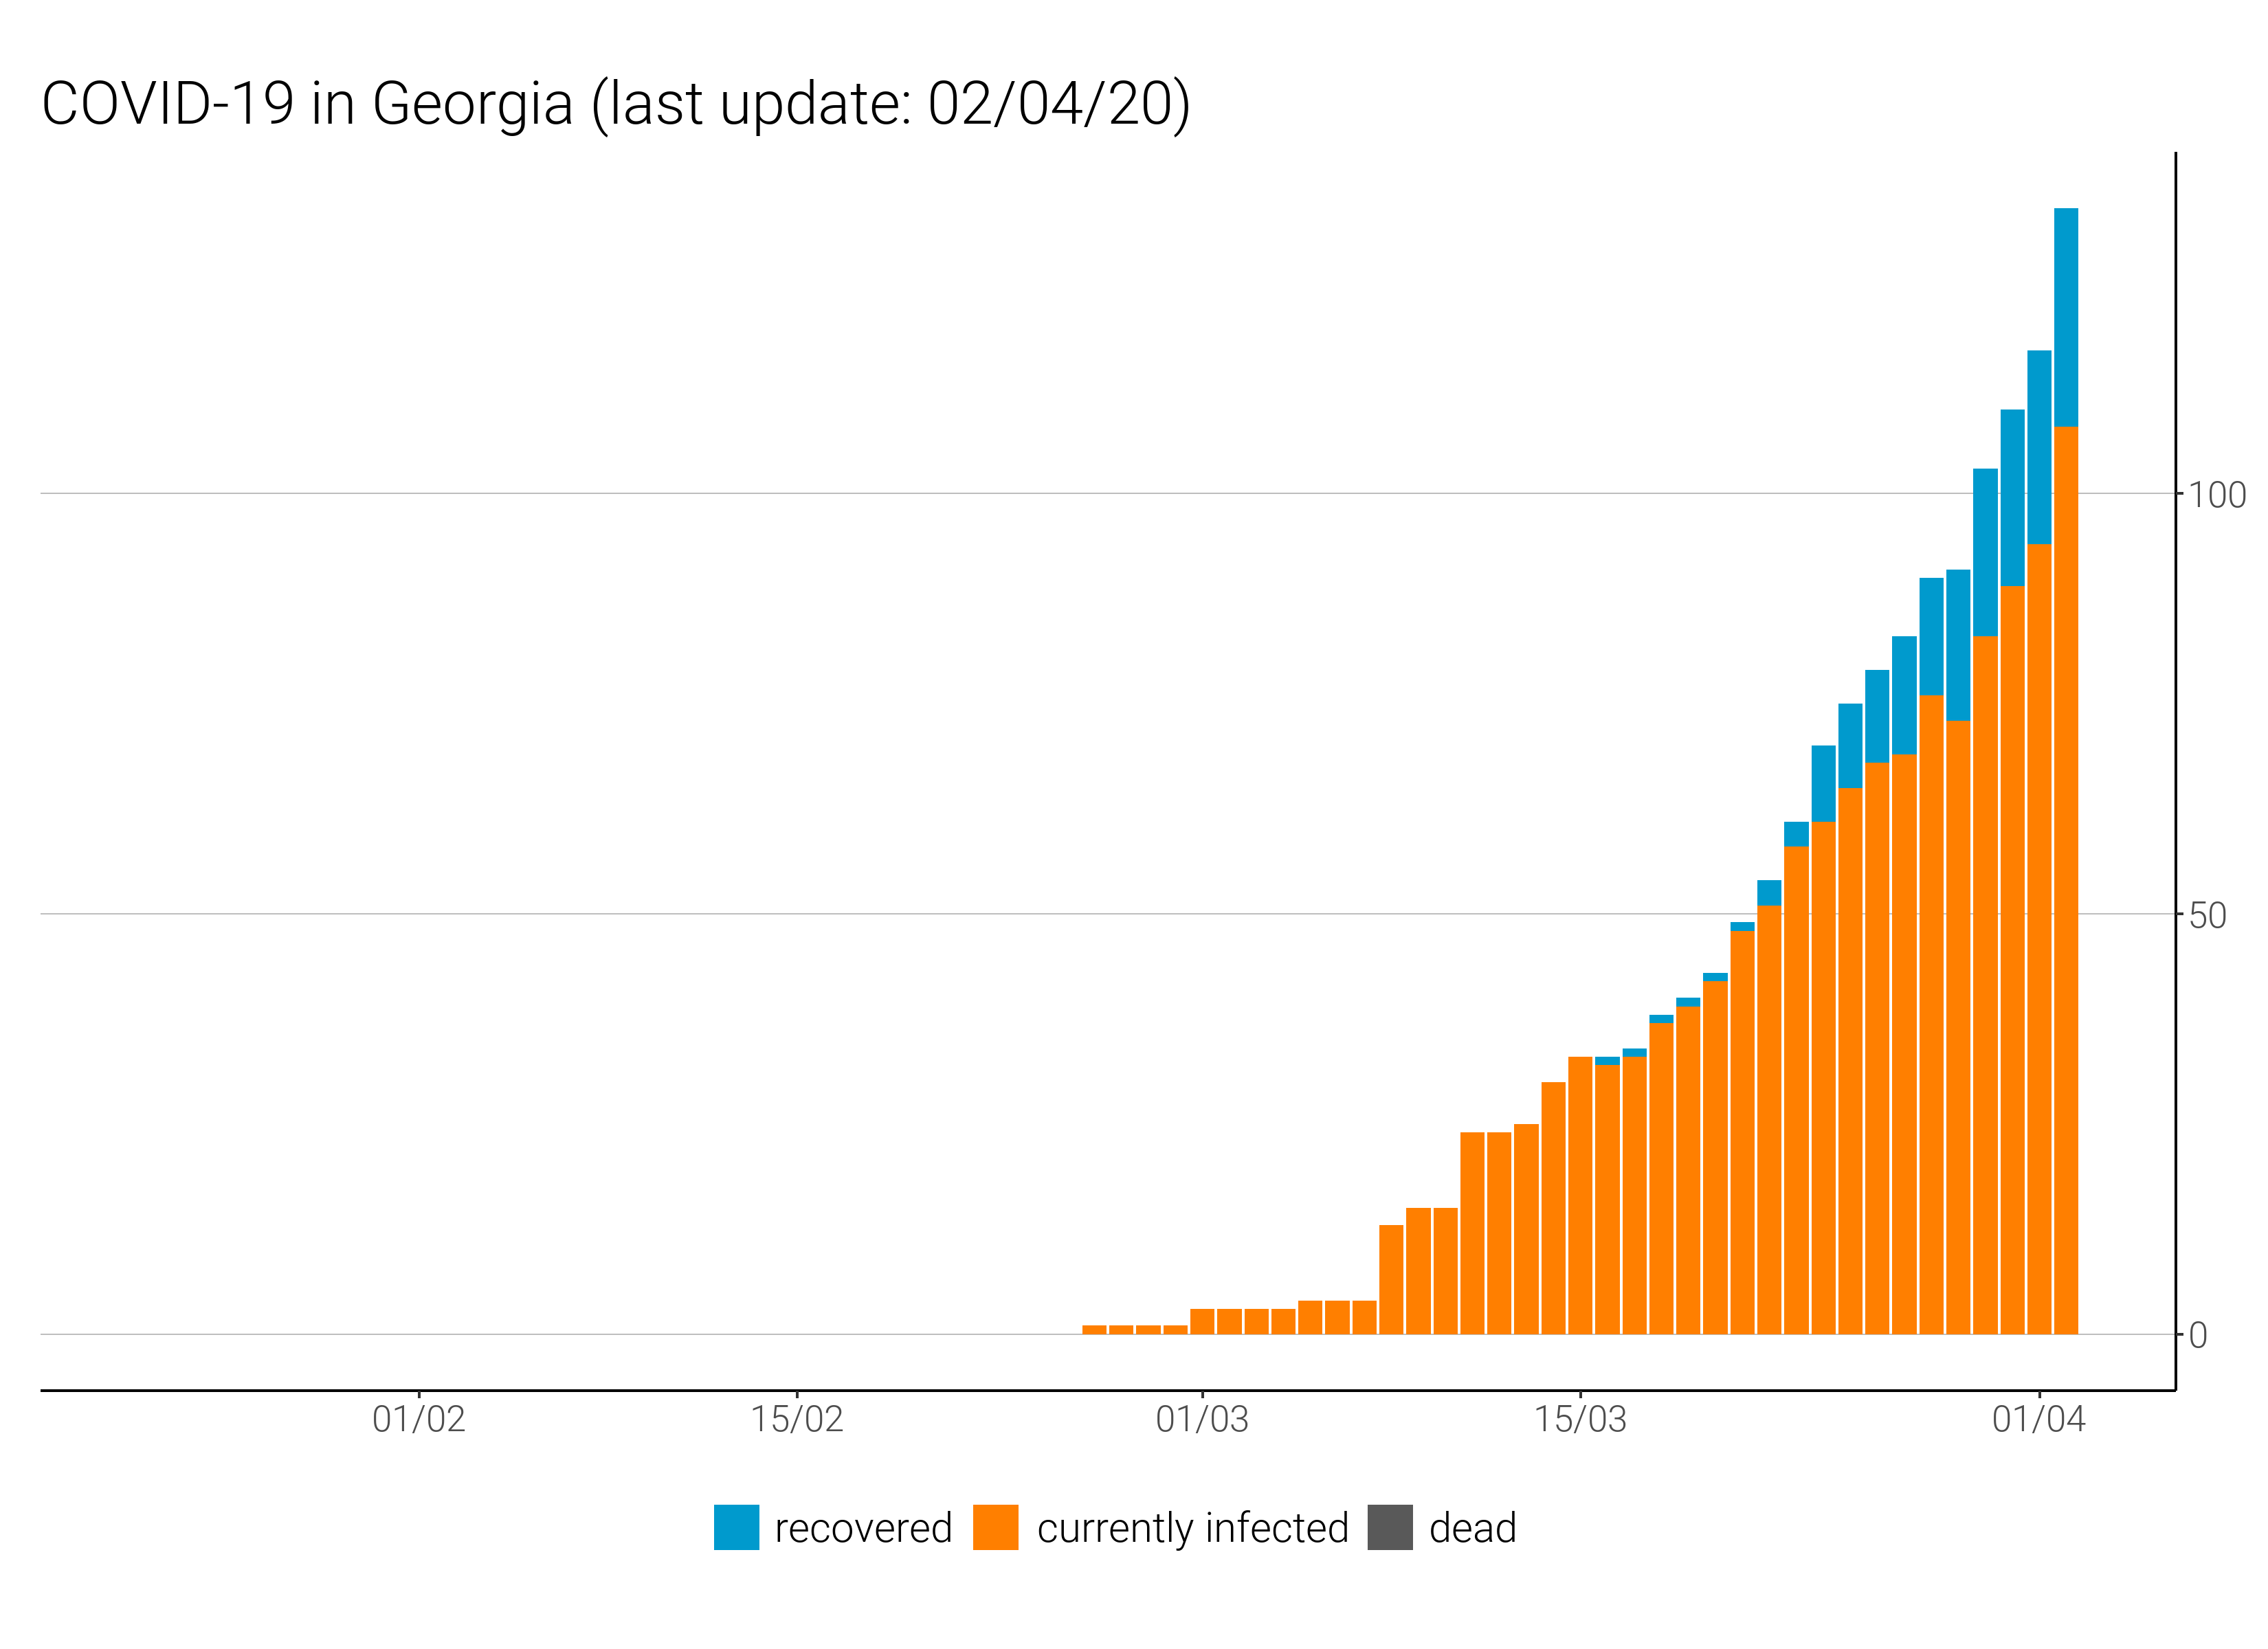 COVID-19 in Georgia (last update: 02/04/20)
100
50
0
01/02 15/02 01/03 15/03 01/04
recovered currently infected dead